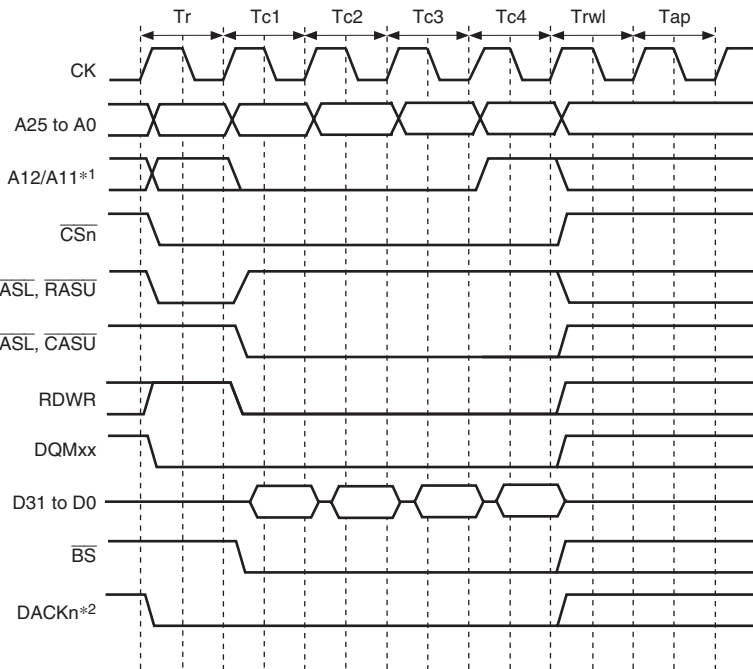 Tr Tc1 Tc2 Tc3 Tc4 Trwl Tap
CK
A25 to A0
A12/A11*1
CSn
ASL, RASU
ASL, CASU
RDWR
DQMxx
D31 to D0
BS
DACKn*2